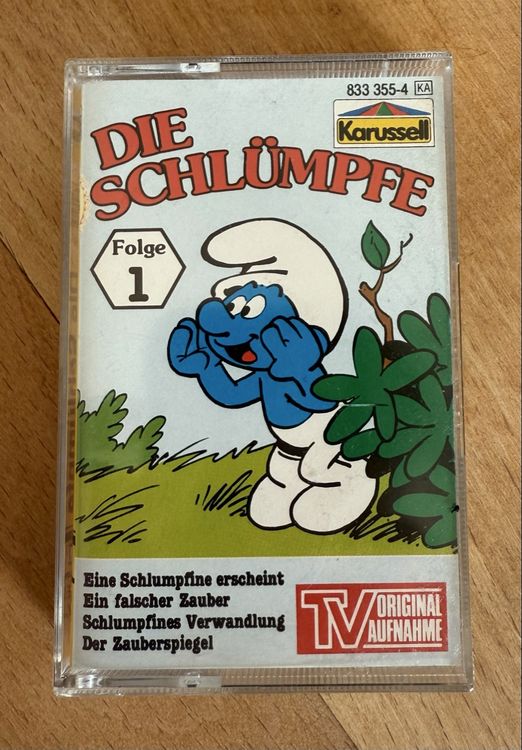 833 355-4 KA
Karussell
DIE
SCHLÜMPFE
Folge
1
Eine Schlumpfine erscheint
Ein falscher Zauber
Schlumpfines Verwandlung
Der Zauberspiegel
TV ORIGINAL
AUFNAHME